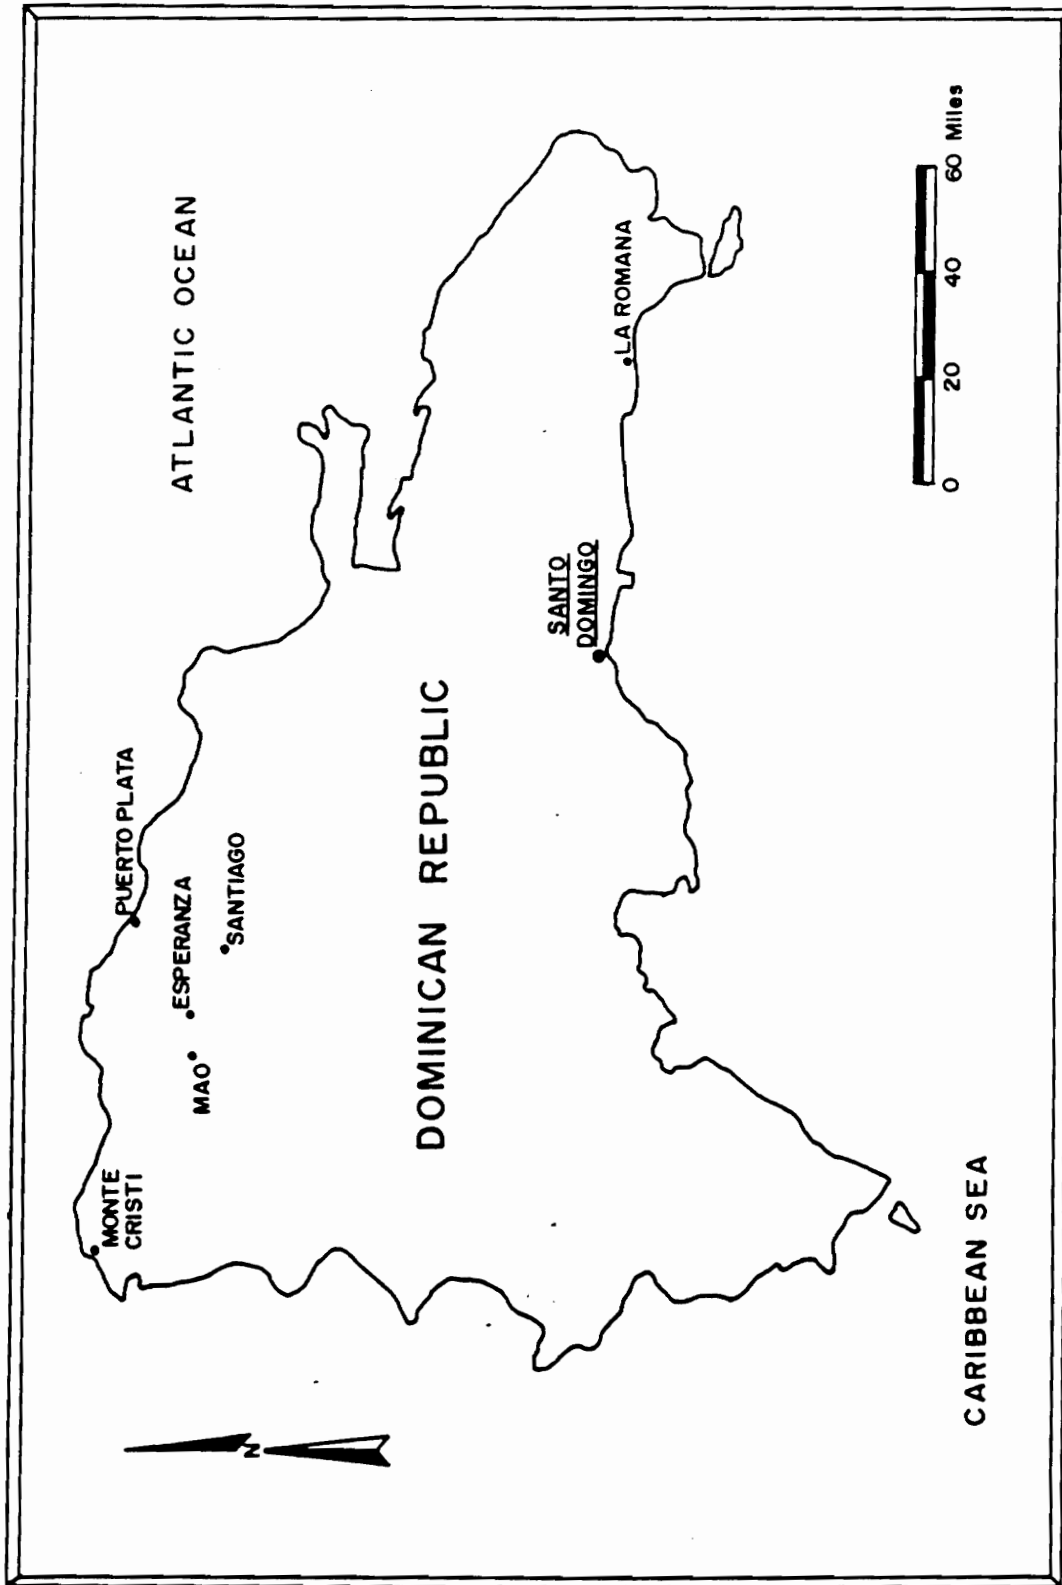 ATLANTIC OCEAN
PUERTO PLATA
MONTE
CRISTI
ESPERANZA
MAO
SANTIAGO
N
DOMINICAN REPUBLIC
SANTO
DOMINGO
LA ROMANA
CARIBBEAN SEA
0 20 40 60 Miles